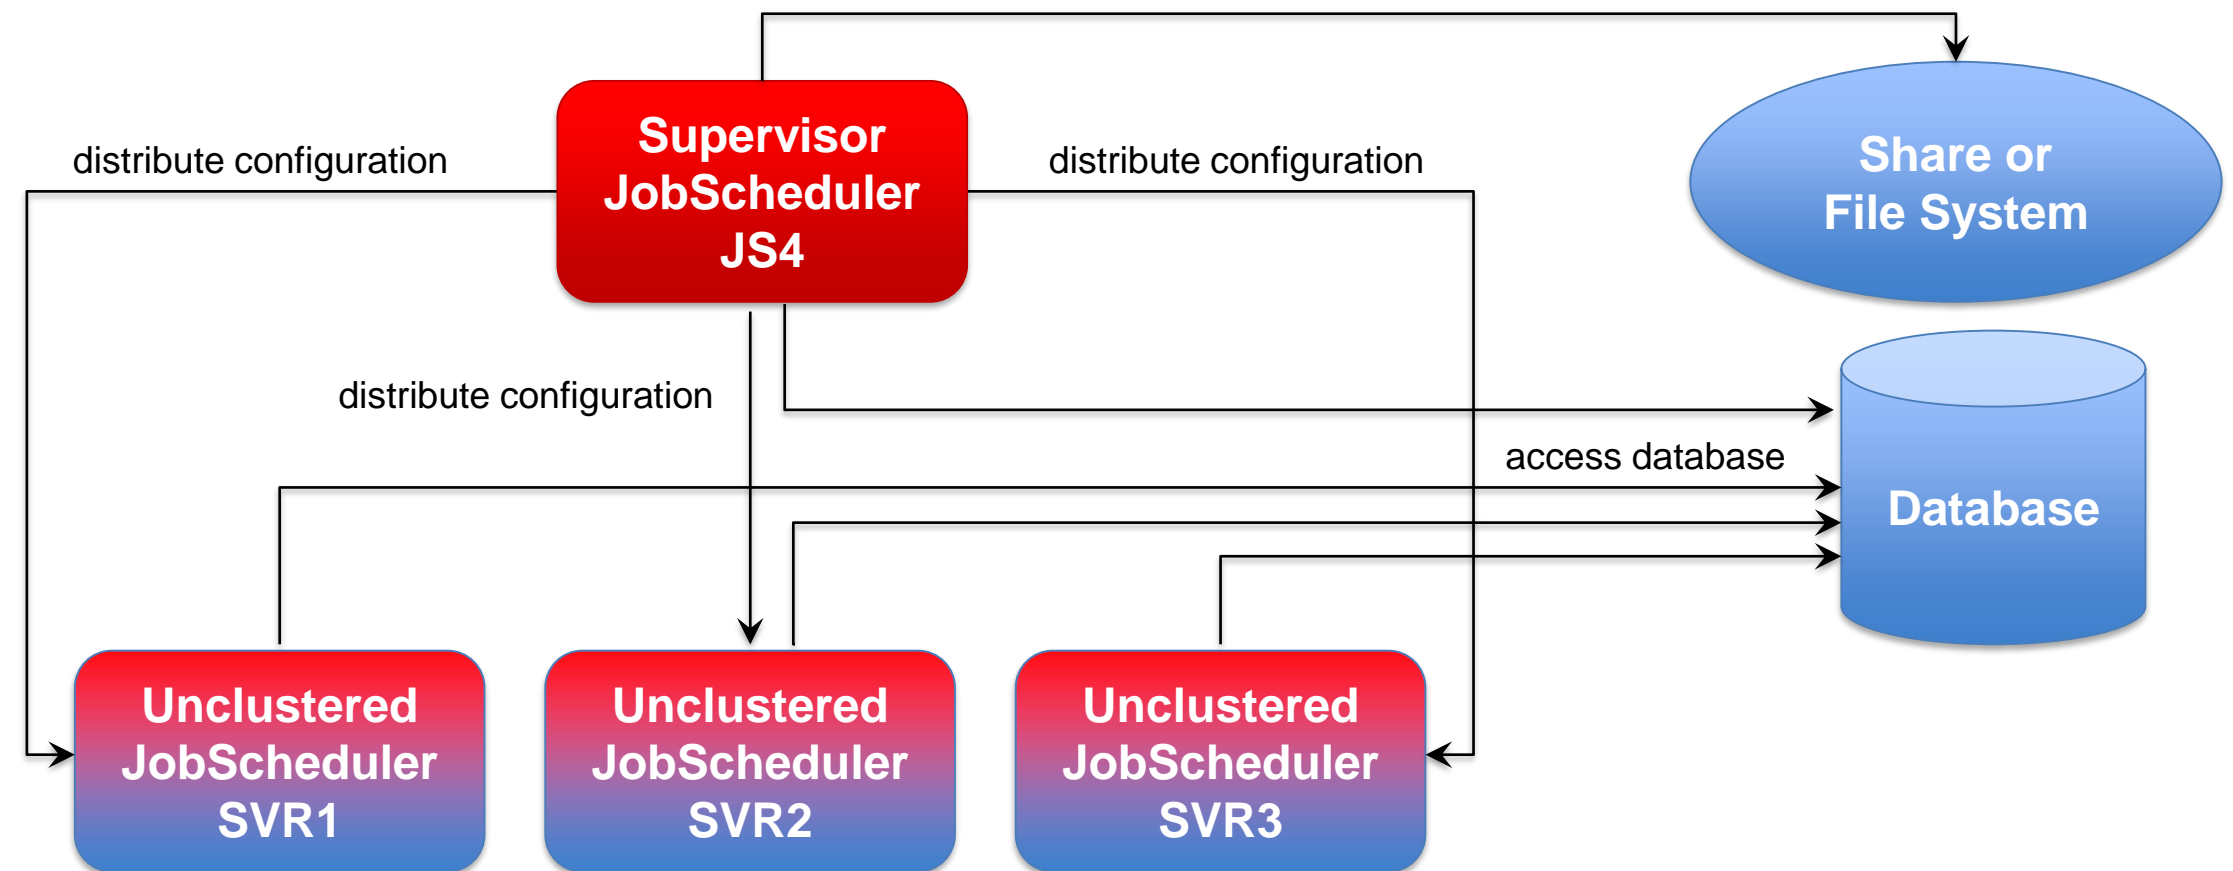 distribute configuration
Supervisor
JobScheduler
JS4
distribute configuration
Share or
File System
distribute configuration
access database
Database
Unclustered
JobScheduler
SVR1
Unclustered
JobScheduler
SVR2
Unclustered
JobScheduler
SVR3